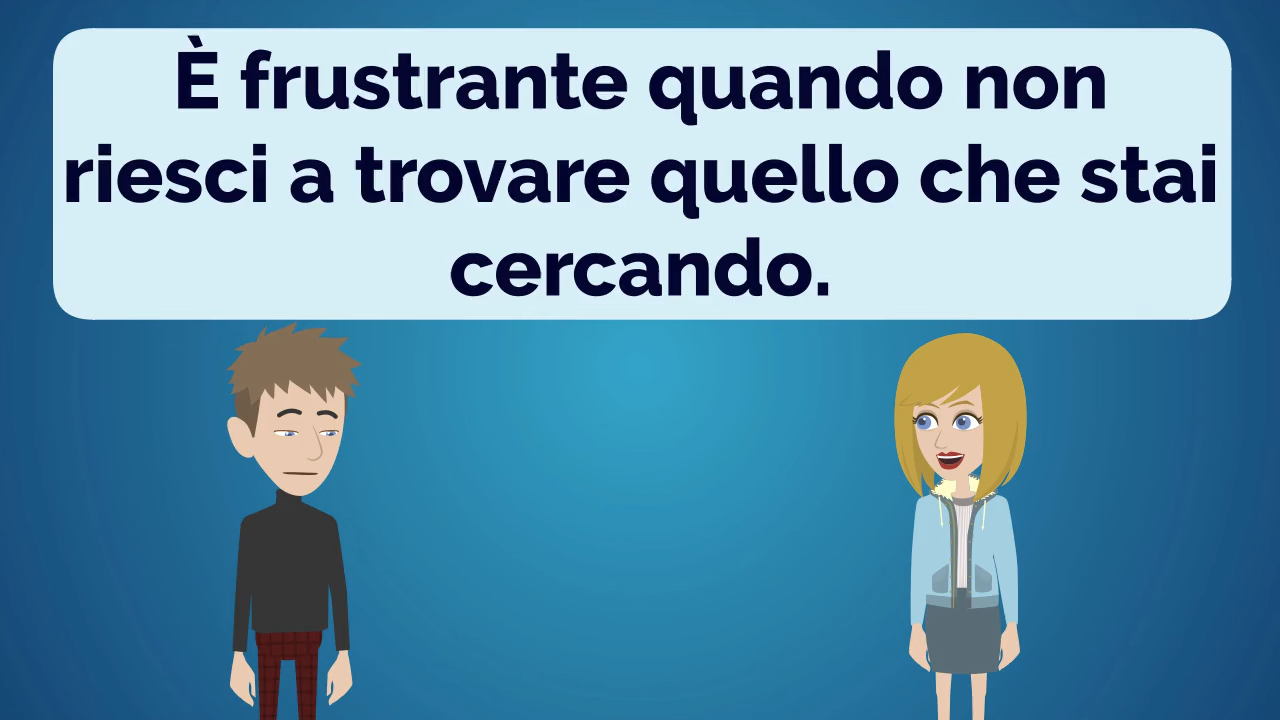 È frustrante quando non
riesci a trovare quello che stai
cercando.